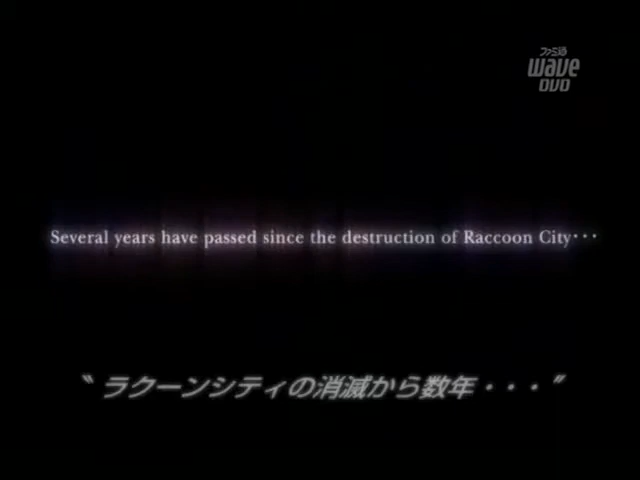 ファミ通
WaVe
DVD
Several years have passed since the destruction of Raccoon City···
〝ラクーンシティの消滅から数年・・・〞